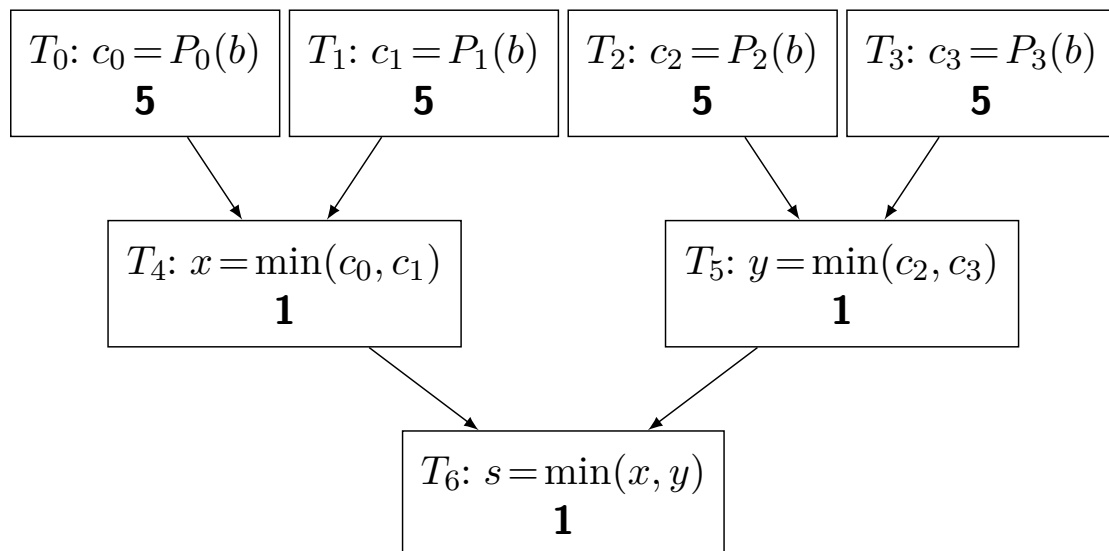 T₀: c₀ = P₀(b)
5
T₁: c₁ = P₁(b)
5
T₂: c₂ = P₂(b)
5
T₃: c₃ = P₃(b)
5
T₄: x = min(c₀, c₁)
1
T₅: y = min(c₂, c₃)
1
T₆: s = min(x, y)
1